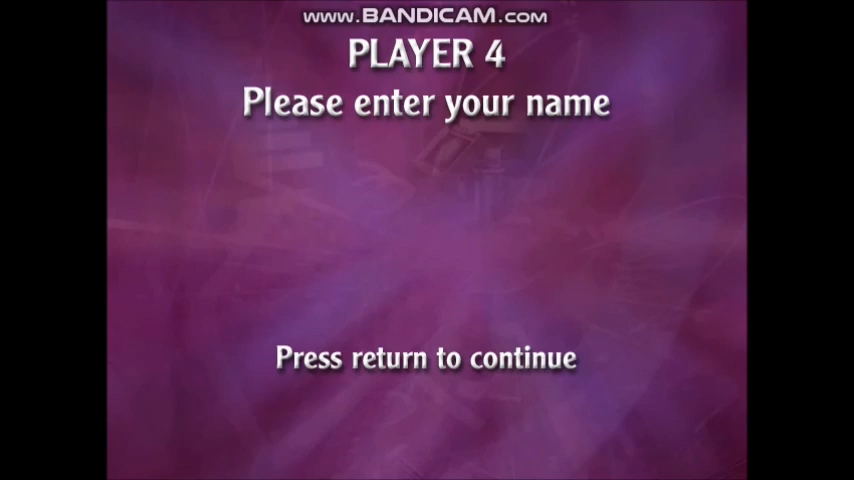 www.BANDICAM.com
PLAYER 4
Please enter your name
Press return to continue